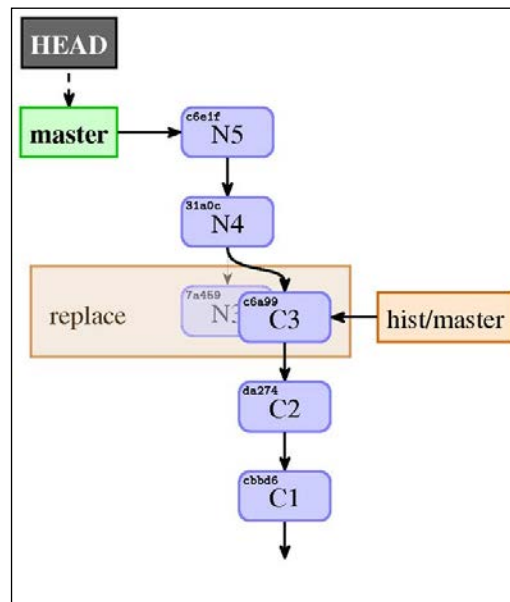 HEAD
master
c6e1f
N5
31a0c
N4
replace
7a459
N3
c6a99
C3
hist/master
da274
C2
cbbd6
C1